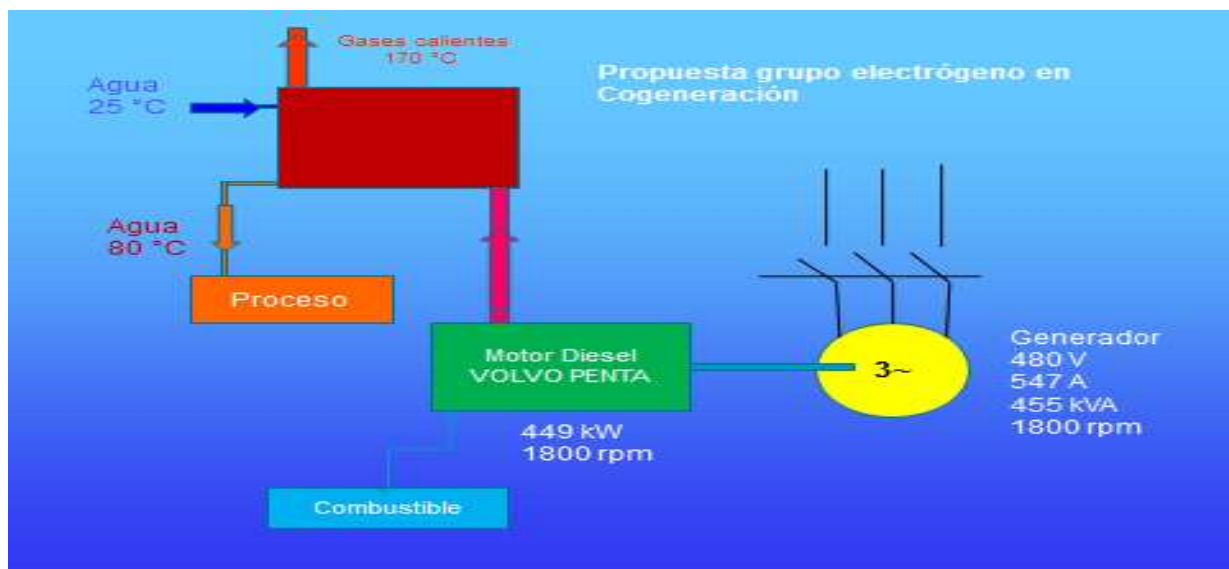 Gases calientes
170 °C
Agua
25 °C
Propuesta grupo electrógeno en
Cogeneración
Agua
80 °C
Proceso
Motor Diesel
VOLVO PENTA
449 kW
1800 rpm
3~
Generador
480 V
547 A
455 kVA
1800 rpm
Combustible